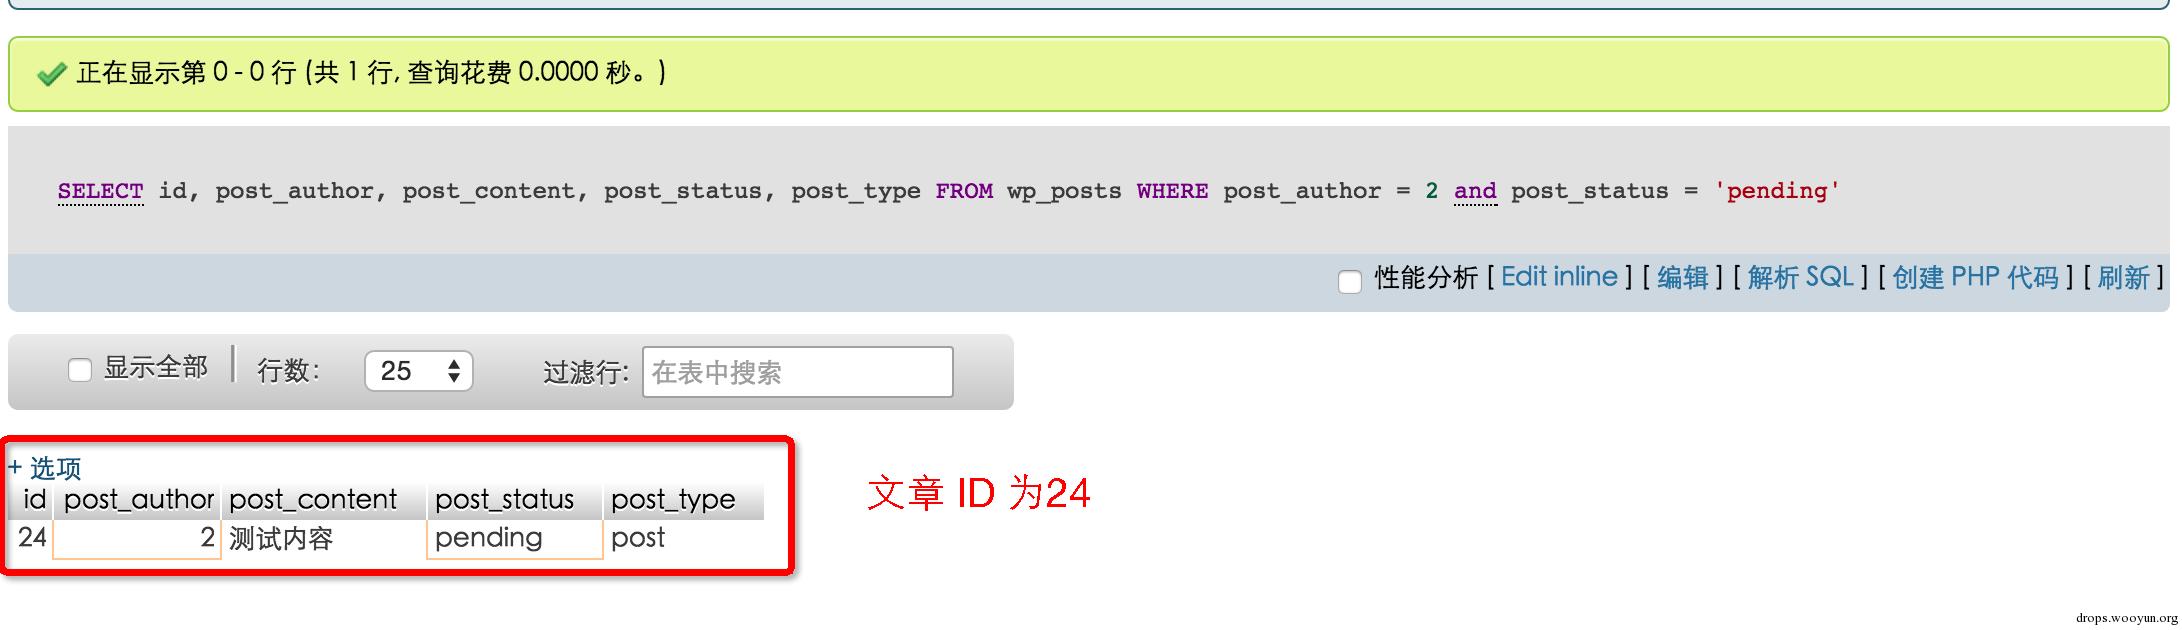 正在显示第 0 - 0 行 (共 1 行, 查询花费 0.0000 秒。)
SELECT id, post_author, post_content, post_status, post_type FROM wp_posts WHERE post_author = 2 and post_status = 'pending'
性能分析 [ Edit inline ] [ 编辑 ] [ 解析 SQL ] [ 创建 PHP 代码 ] [ 刷新 ]
显示全部 行数: 25 过滤行: 在表中搜索
+ 选项
id post_author post_content post_status post_type
24 2 测试内容 pending post
文章 ID 为24
drops.wooyun.org